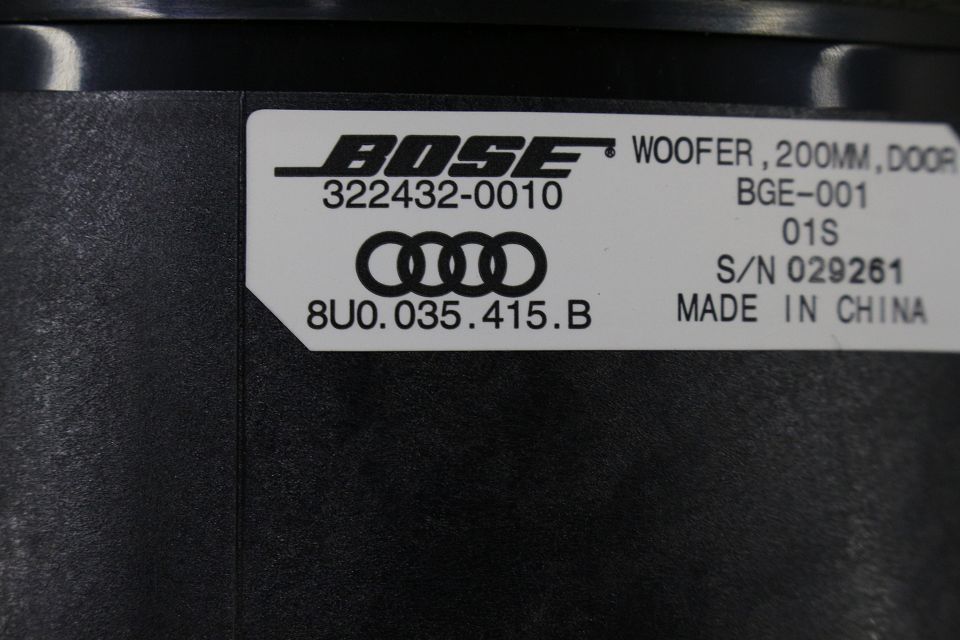 BOSE®
322432-0010
8U0.035.415.B
WOOFER,200MM,DOOR
BGE-001
01S
S/N 029261
MADE IN CHINA